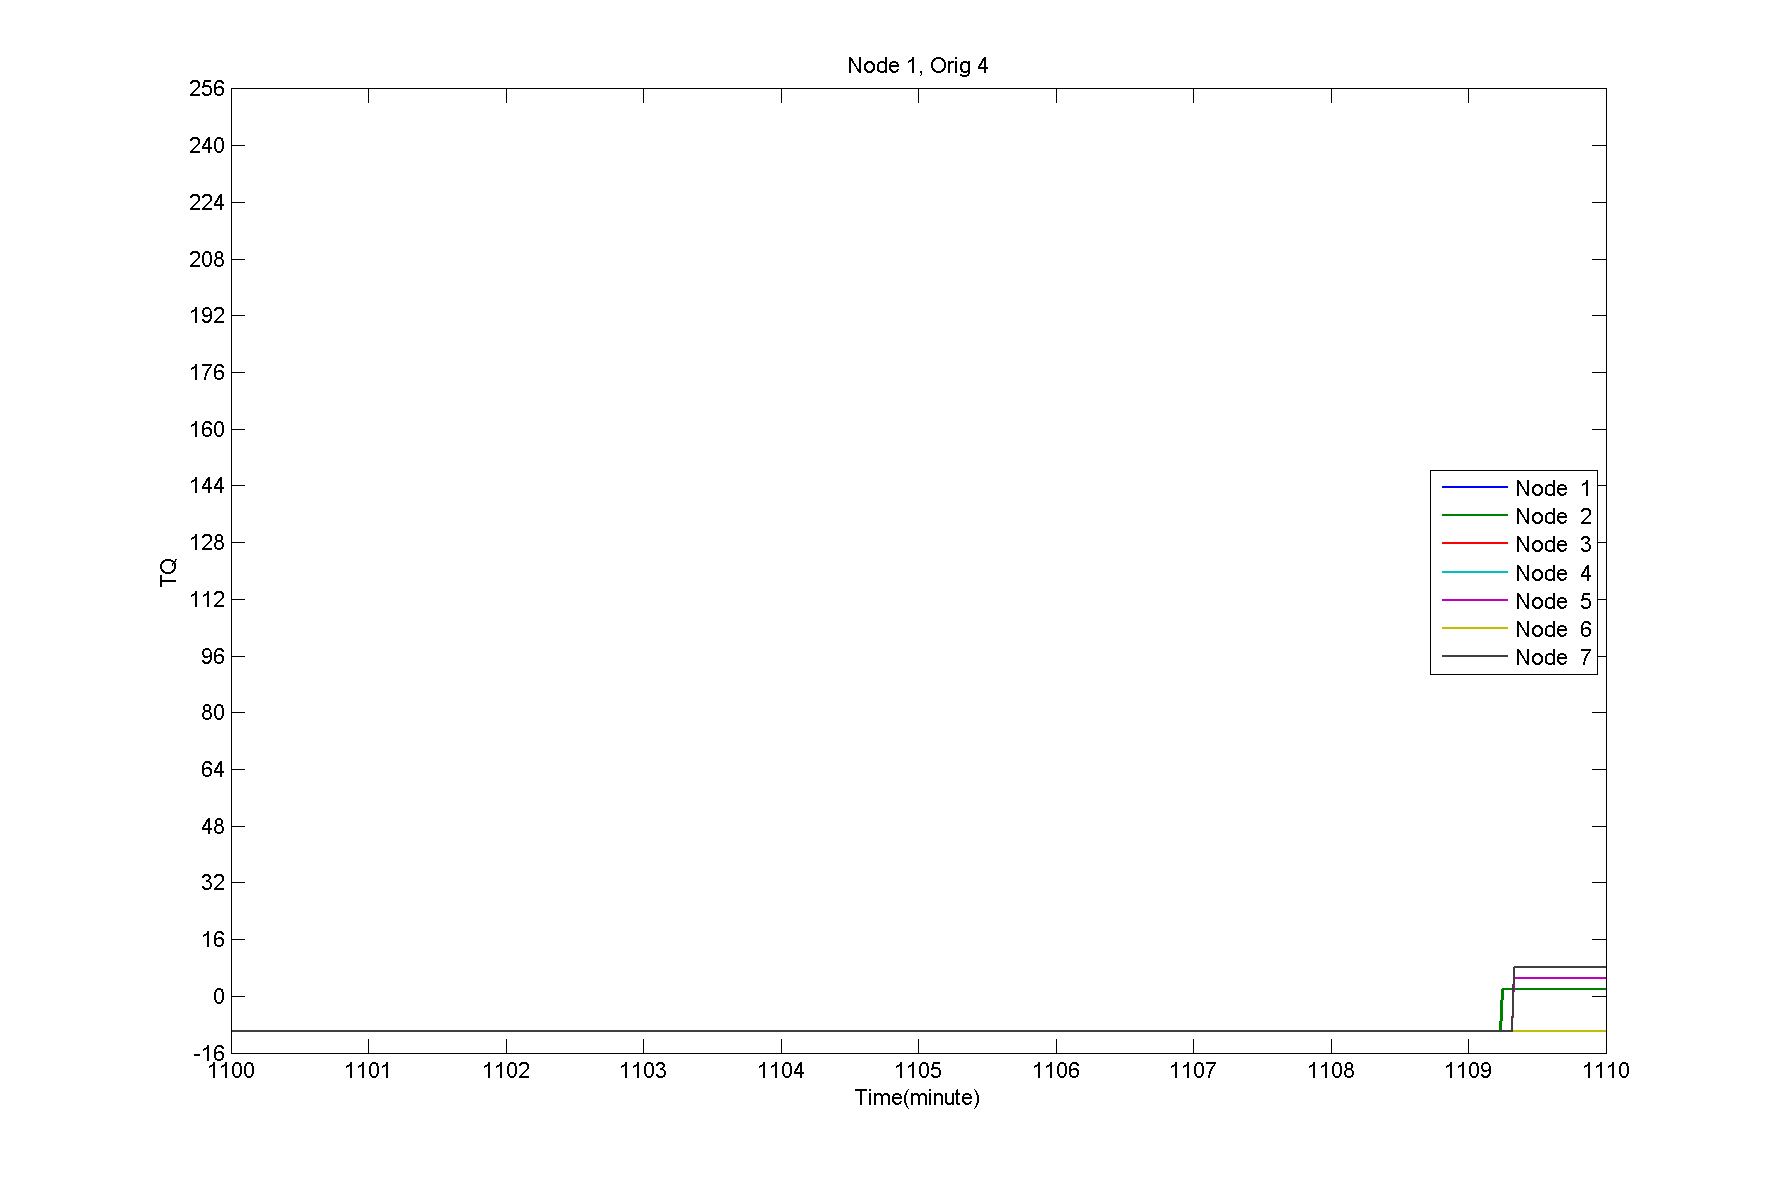 Node 1, Orig 4
256
240
224
208
192
176
160
144
128
112
96
80
64
48
32
16
0
-16
TQ
Node 1
Node 2
Node 3
Node 4
Node 5
Node 6
Node 7
1100 1101 1102 1103 1104 1105 1106 1107 1108 1109 1110
Time(minute)